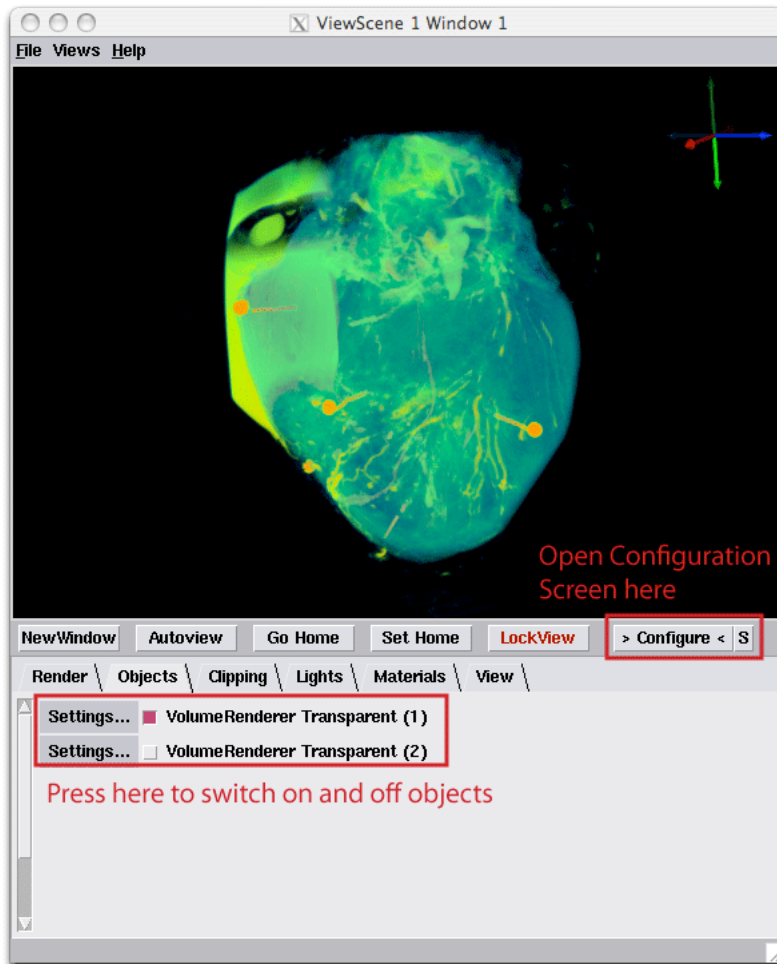 ViewScene 1 Window 1
File Views Help
Open Configuration
Screen here
NewWindow Autoview Go Home Set Home LockView > Configure < S
Render Objects Clipping Lights Materials View
Settings... VolumeRenderer Transparent (1)
Settings... VolumeRenderer Transparent (2)
Press here to switch on and off objects